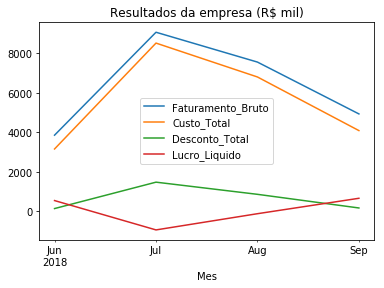 Resultados da empresa (R$ mil)
8000
6000
4000
2000
0
Faturamento_Bruto
Custo_Total
Desconto_Total
Lucro_Liquido
Jun
2018
Jul
Aug
Sep
Mes